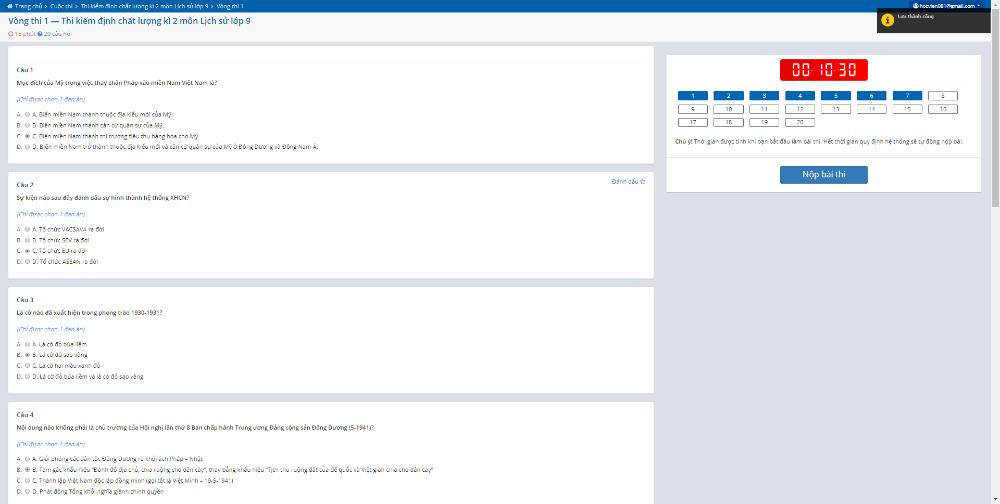 Trang chủ > Cuộc thi > Thi kiểm định chất lượng kì 2 môn Lịch sử lớp 9 > Vòng thi 1
hocvien081@gmail.com
Lưu thành công
Vòng thi 1 — Thi kiểm định chất lượng kì 2 môn Lịch sử lớp 9
15 phút 20 câu hỏi
Câu 1
Mục đích của Mỹ trong việc thay chân Pháp vào miền Nam Việt Nam là?
(Chỉ được chọn 1 đán án)
A. A. Biến miền Nam thành thuộc địa kiểu mới của Mỹ.
B. B. Biến miền Nam thành căn cứ quân sự của Mỹ.
C. C. Biến miền Nam thành thị trường tiêu thụ hàng hóa cho Mỹ.
D. D. Biến miền Nam trở thành thuộc địa kiểu mới và căn cứ quân sự của Mỹ ở Đông Dương và Đông Nam Á.
Câu 2
Đánh dấu
Sự kiện nào sau đây đánh dấu sự hình thành hệ thống XHCN?
(Chỉ được chọn 1 đán án)
A. A. Tổ chức VACSAVA ra đời
B. B. Tổ chức SEV ra đời
C. C. Tổ chức EU ra đời
D. D. Tổ chức ASEAN ra đời
Câu 3
Lá cờ nào đã xuất hiện trong phong trào 1930-1931?
(Chỉ được chọn 1 đán án)
A. A. Lá cờ đỏ búa liềm
B. B. Lá cờ đỏ sao vàng
C. C. Lá cờ hai màu xanh đỏ
D. D. Lá cờ đỏ búa liềm và lá cờ đỏ sao vàng
Câu 4
Nội dung nào không phải là chủ trương của Hội nghị lần thứ 8 Ban chấp hành Trung ương Đảng cộng sản Đông Dương (5-1941)?
(Chỉ được chọn 1 đán án)
A. A. Giải phóng các dân tộc Đông Dương ra khỏi ách Pháp – Nhật
B. B. Tạm gác khẩu hiệu “Đánh đổ địa chủ, chia ruộng cho dân cày”, thay bằng khẩu hiệu “Tịch thu ruộng đất của đế quốc và Việt gian chia cho dân cày”
C. C. Thành lập Việt Nam độc lập đồng minh (gọi tắt là Việt Minh – 19-5-1941)
D. D. Phát động Tổng khởi nghĩa giành chính quyền
00:10:30
1 2 3 4 5 6 7 8
9 10 11 12 13 14 15 16
17 18 19 20
Chú ý! Thời gian được tính khi bạn bắt đầu làm bài thi. Hết thời gian quy định hệ thống sẽ tự động nộp bài.
Nộp bài thi